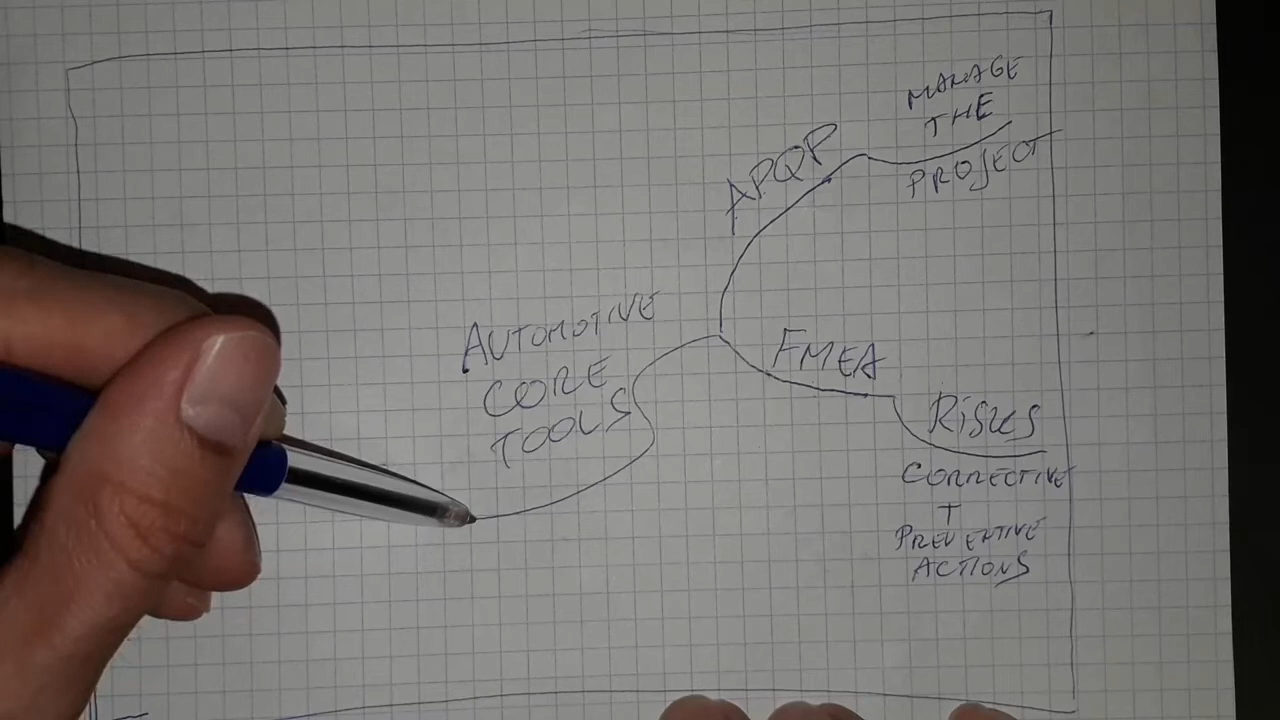 AUTOMOTIVE
CORE
TOOLS
APQP
MANAGE
THE
PROJECT
FMEA
RISKS
CORRECTIVE
+
PREVENTIVE
ACTIONS